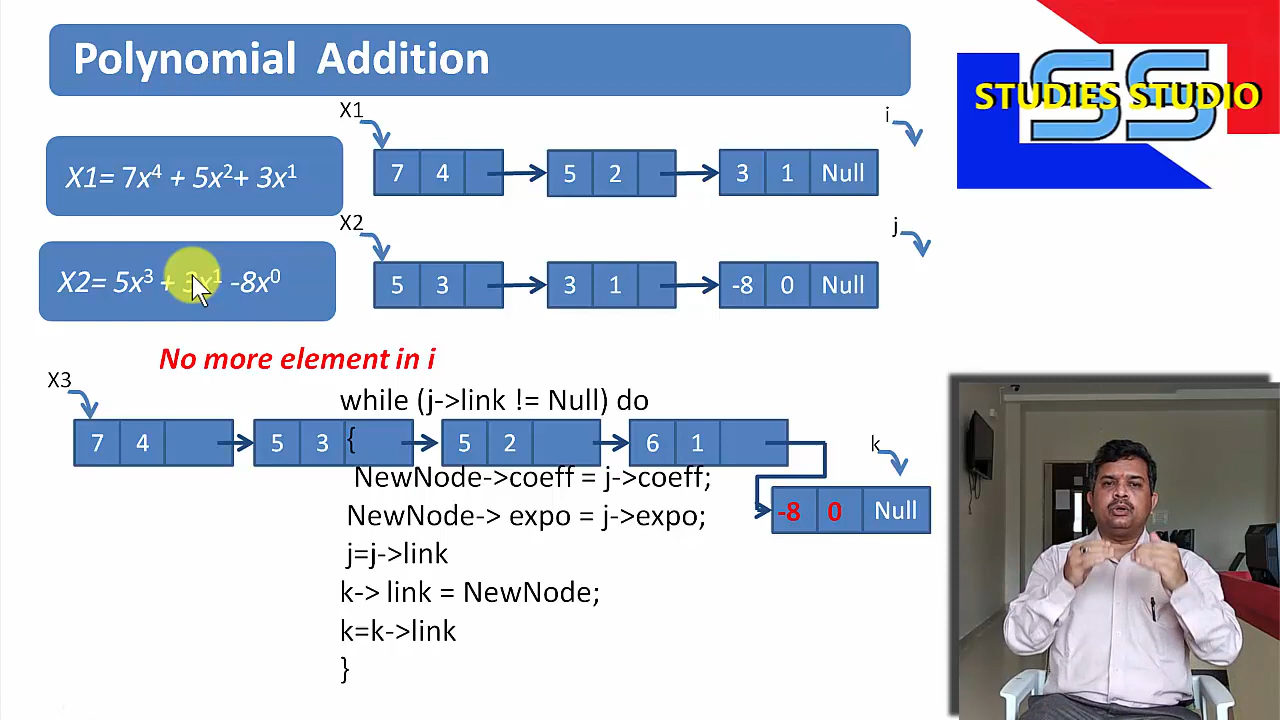 Polynomial Addition
SS
STUDIES STUDIO
X1= 7x⁴ + 5x²+ 3x¹
X1
7 4
5 2
3 1 Null
i
X2= 5x³ + 3x¹ -8x⁰
X2
5 3
3 1
-8 0 Null
j
No more element in i
X3
7 4
5 3
5 2
6 1
-8 0 Null
k
while (j->link != Null) do
{
NewNode->coeff = j->coeff;
NewNode-> expo = j->expo;
j=j->link
k-> link = NewNode;
k=k->link
}